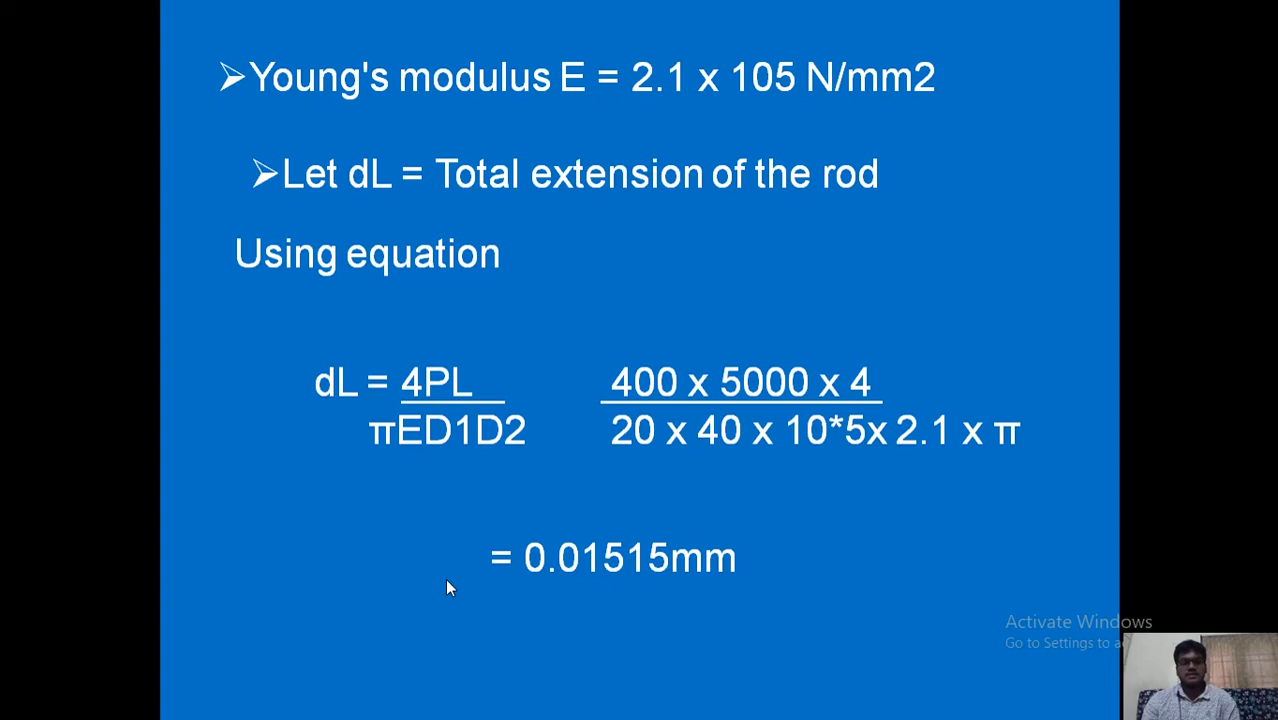 ➢Young's modulus E = 2.1 x 105 N/mm2
➢Let dL = Total extension of the rod
Using equation
dL = 4PL 400 x 5000 x 4
πED1D2 20 x 40 x 10*5x 2.1 x π
= 0.01515mm
Activate Windows
Go to Settings to a